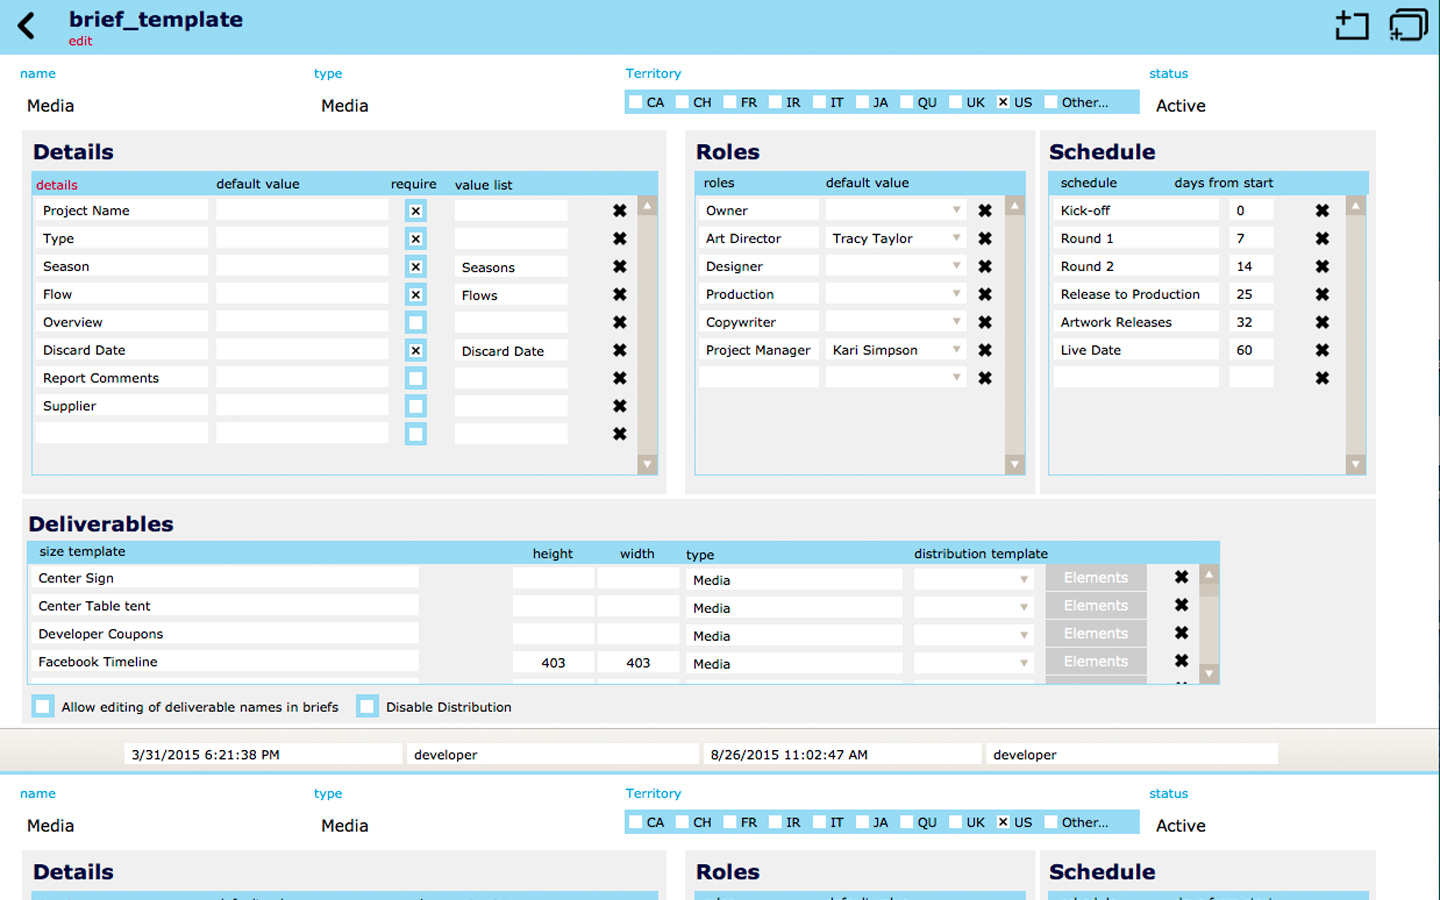 brief_template
edit
name type Territory status
Media Media CA CH FR IR IT JA QU UK US Other... Active
Details Roles Schedule
details default value require value list roles default value schedule days from start
Project Name Owner Kick-off 0
Type Art Director Tracy Taylor Round 1 7
Season Seasons Designer Round 2 14
Flow Flows Production Release to Production 25
Overview Copywriter Artwork Releases 32
Discard Date Discard Date Project Manager Kari Simpson Live Date 60
Report Comments
Supplier
Deliverables
size template height width type distribution template
Center Sign Media Elements
Center Table tent Media Elements
Developer Coupons Media Elements
Facebook Timeline 403 403 Media Elements
Allow editing of deliverable names in briefs Disable Distribution
3/31/2015 6:21:38 PM developer 8/26/2015 11:02:47 AM developer
name type Territory status
Media Media CA CH FR IR IT JA QU UK US Other... Active
Details Roles Schedule